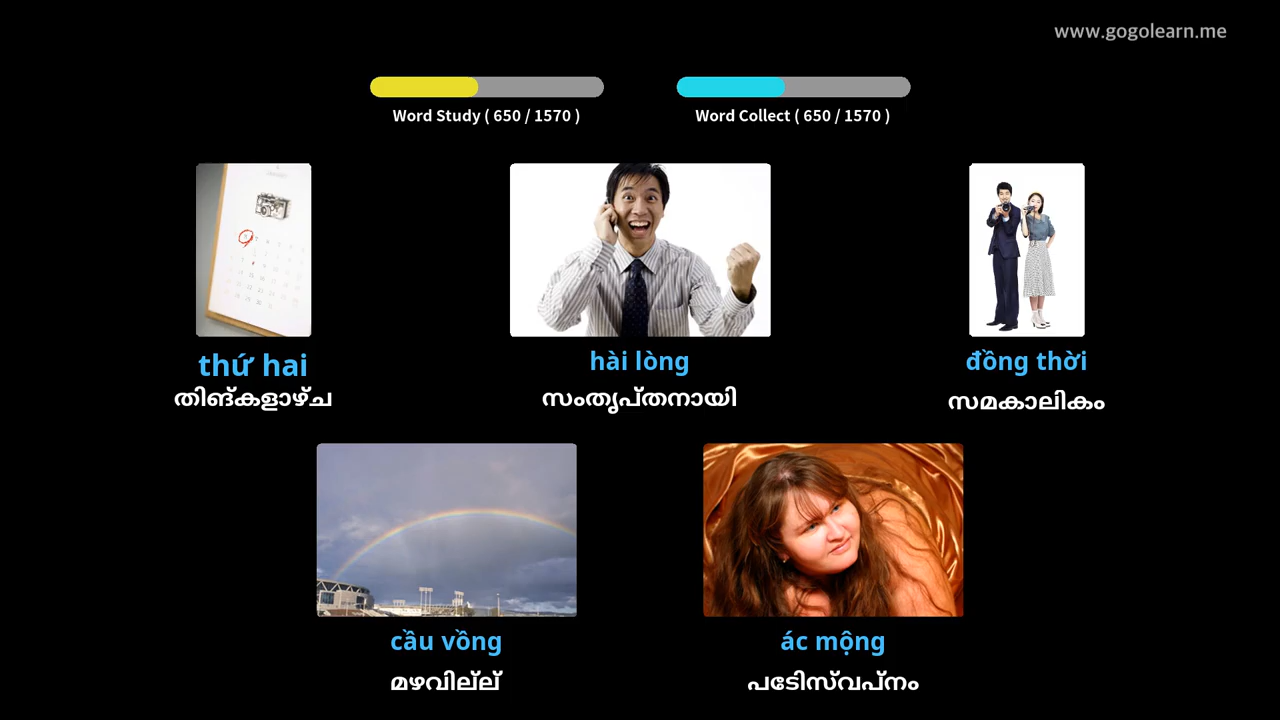 www.gogolearn.me
Word Study ( 650 / 1570 )
Word Collect ( 650 / 1570 )
thứ hai
തിങ്കളാഴ്ച
hài lòng
സംതൃപ്തനായി
đồng thời
സമകാലികം
cầu vồng
മഴവില്ല്
ác mộng
പേടിസ്വപ്നം